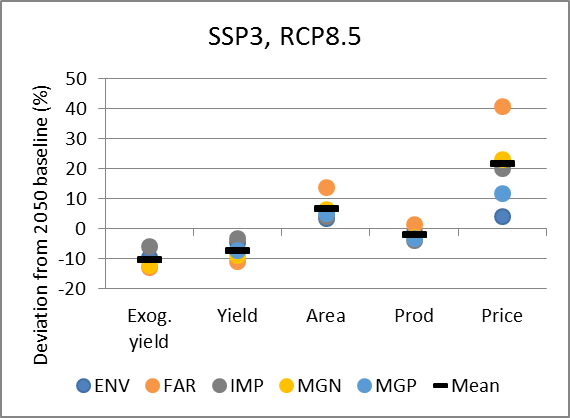 SSP3, RCP8.5
Deviation from 2050 baseline (%)
50
40
30
20
10
0
-10
-20
Exog. yield
Yield
Area
Prod
Price
ENV
FAR
IMP
MGN
MGP
Mean